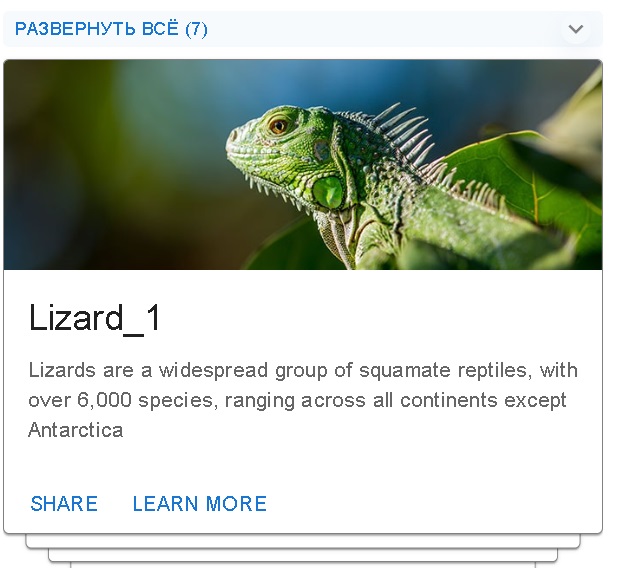 РАЗВЕРНУТЬ ВСЁ (7)
Lizard_1
Lizards are a widespread group of squamate reptiles, with
over 6,000 species, ranging across all continents except
Antarctica
SHARE LEARN MORE